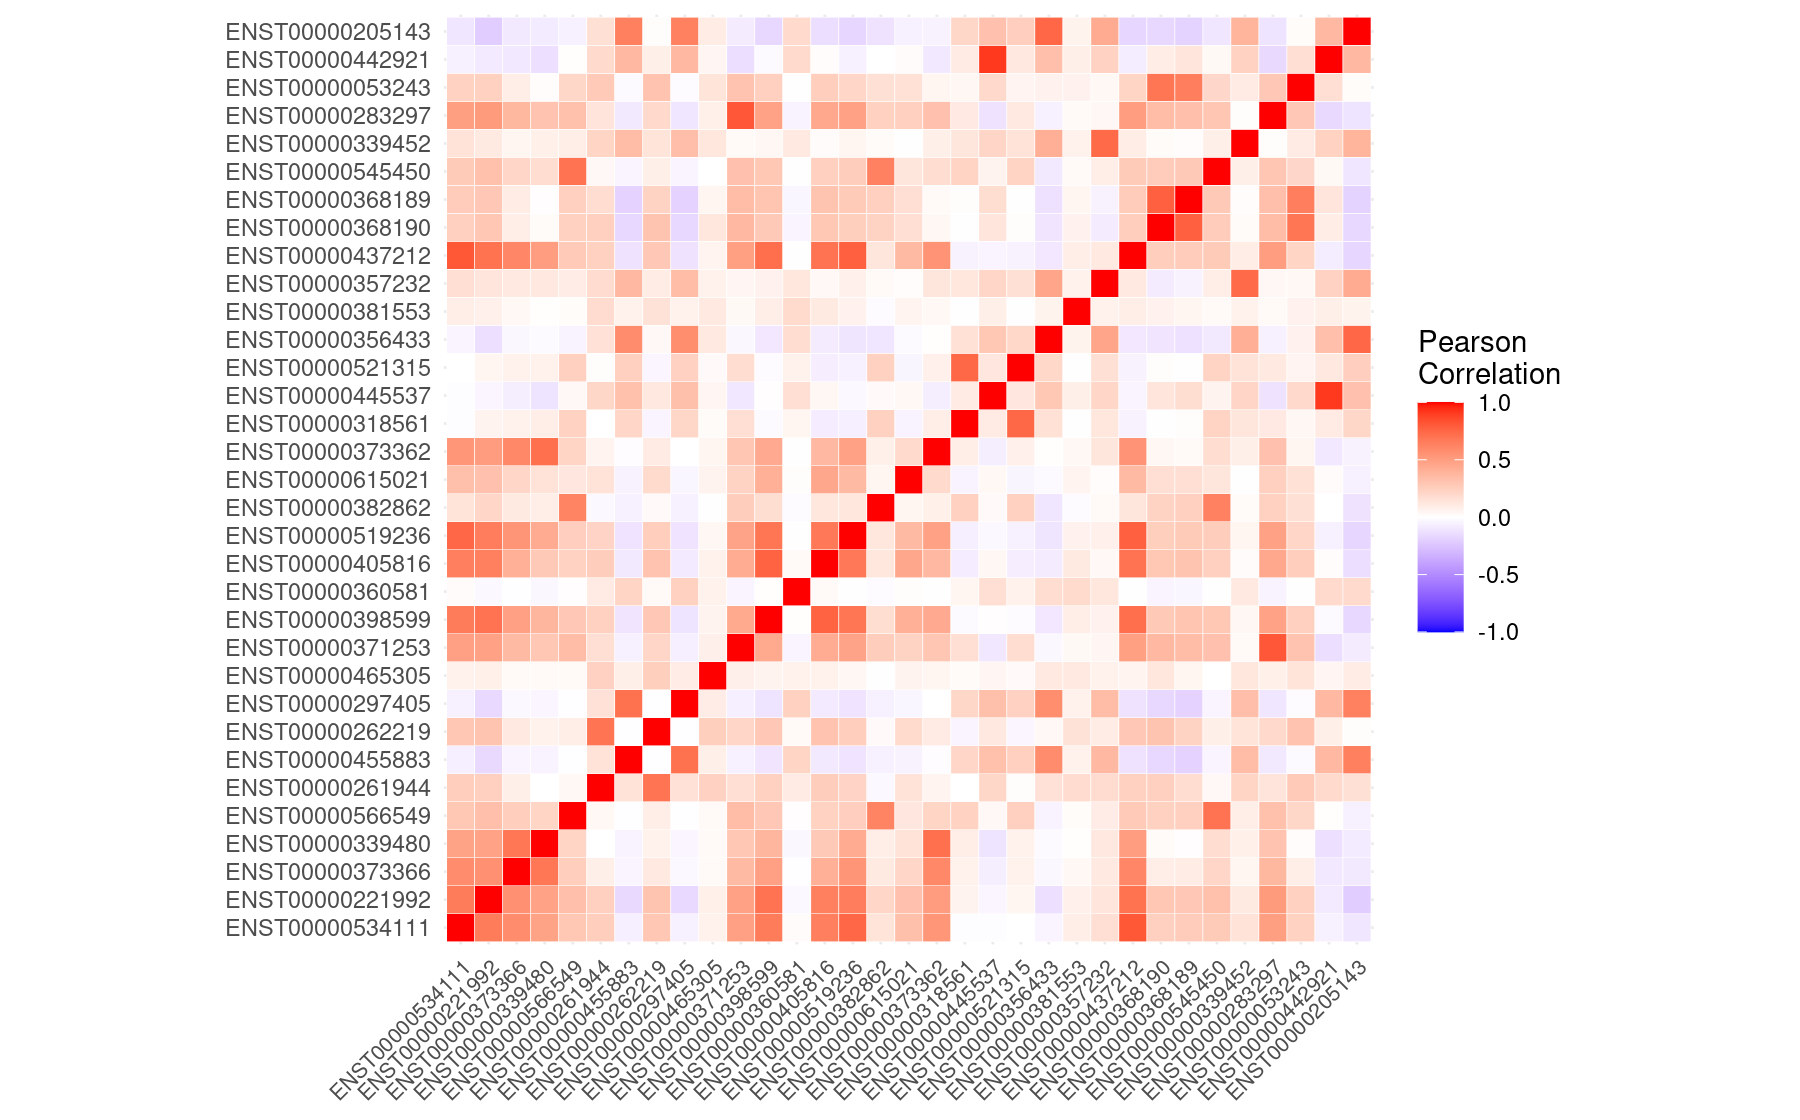 ENST00000205143
ENST00000442921
ENST00000053243
ENST00000283297
ENST00000339452
ENST00000545450
ENST00000368189
ENST00000368190
ENST00000437212
ENST00000357232
ENST00000381553
ENST00000356433
ENST00000521315
ENST00000445537
ENST00000318561
ENST00000373362
ENST00000615021
ENST00000382862
ENST00000519236
ENST00000405816
ENST00000360581
ENST00000398599
ENST00000371253
ENST00000465305
ENST00000297405
ENST00000262219
ENST00000455883
ENST00000261944
ENST00000566549
ENST00000339480
ENST00000373366
ENST00000221992
ENST00000534111
ENST00000534111
ENST00000221992
ENST00000373366
ENST00000339480
ENST00000566549
ENST00000261944
ENST00000455883
ENST00000262219
ENST00000297405
ENST00000465305
ENST00000371253
ENST00000398599
ENST00000360581
ENST00000405816
ENST00000519236
ENST00000382862
ENST00000615021
ENST00000373362
ENST00000318561
ENST00000445537
ENST00000521315
ENST00000356433
ENST00000381553
ENST00000357232
ENST00000437212
ENST00000368190
ENST00000368189
ENST00000545450
ENST00000339452
ENST00000283297
ENST00000053243
ENST00000442921
ENST00000205143
Pearson
Correlation
1.0
0.5
0.0
-0.5
-1.0